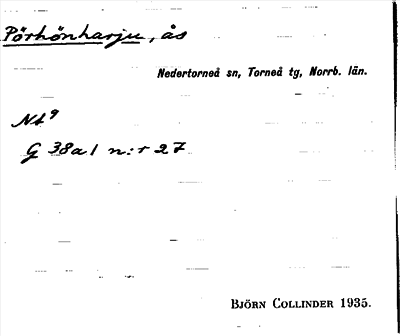 Pörhönharju, ås
Nedertorneå sn, Torneå tg, Norrb. län.
Nt⁹
G 38a1 n:r 27
BJÖRN COLLINDER 1935.